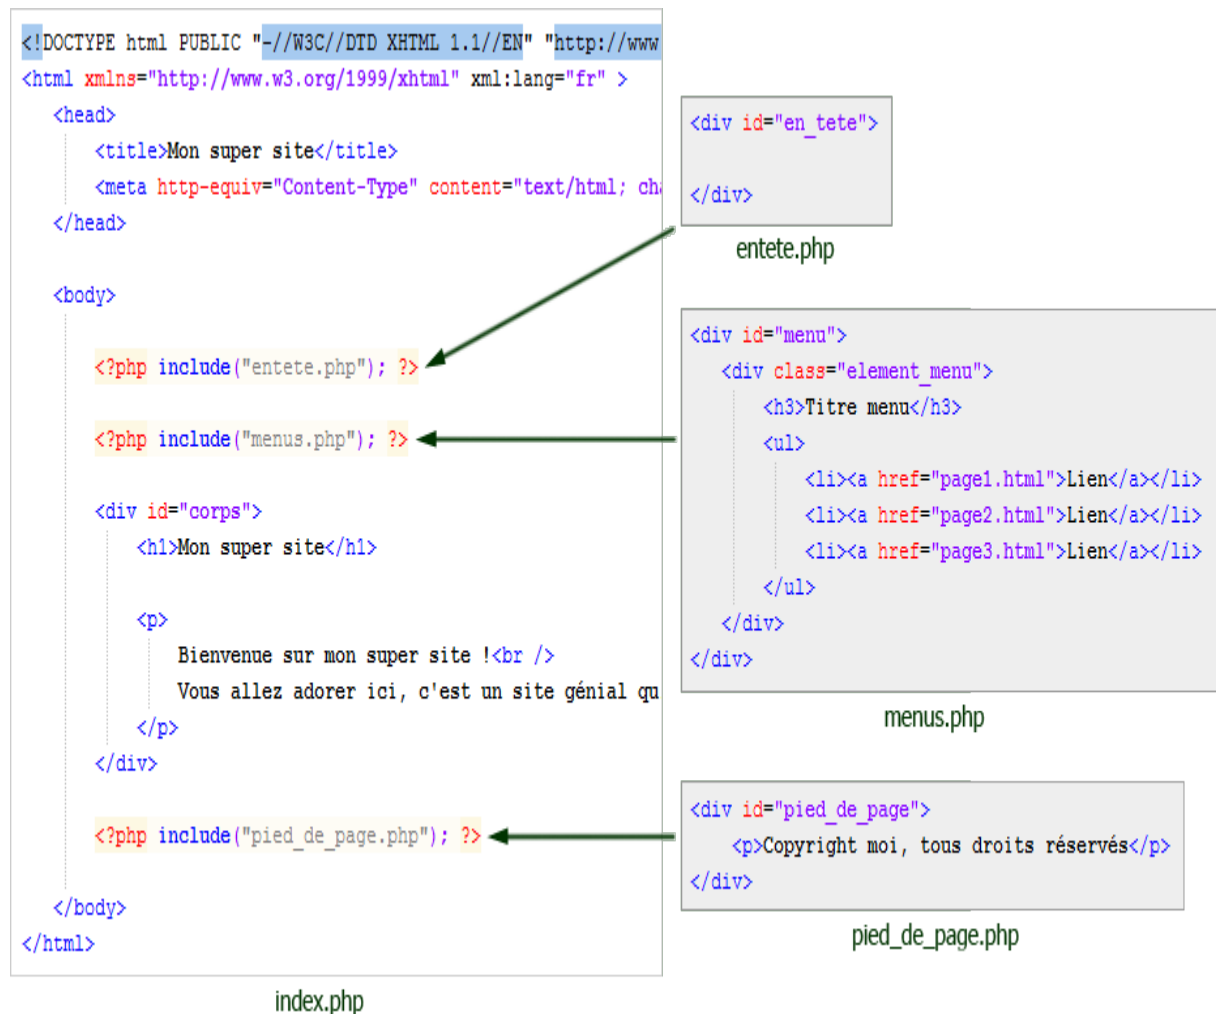 <!DOCTYPE html PUBLIC "-//W3C//DTD XHTML 1.1//EN" "http://www
<html xmlns="http://www.w3.org/1999/xhtml" xml:lang="fr" >
<head>
<title>Mon super site</title>
<meta http-equiv="Content-Type" content="text/html; cha
</head>
<body>
<?php include("entete.php"); ?>
<?php include("menus.php"); ?>
<div id="corps">
<h1>Mon super site</h1>
<p>
Bienvenue sur mon super site !<br />
Vous allez adorer ici, c'est un site génial qu
</p>
</div>
<?php include("pied_de_page.php"); ?>
</body>
</html>
index.php
<div id="en_tete">
</div>
entete.php
<div id="menu">
<div class="element_menu">
<h3>Titre menu</h3>
<ul>
<li><a href="page1.html">Lien</a></li>
<li><a href="page2.html">Lien</a></li>
<li><a href="page3.html">Lien</a></li>
</ul>
</div>
</div>
menus.php
<div id="pied_de_page">
<p>Copyright moi, tous droits réservés</p>
</div>
pied_de_page.php